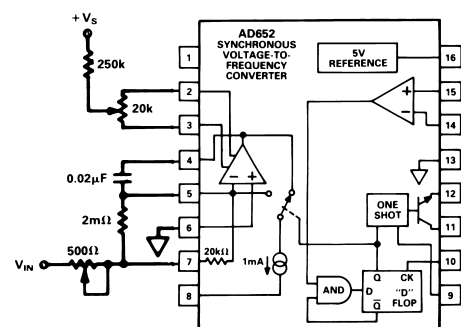 + VS
250k
20k
0.02μF
2mΩ
500Ω
VIN
1
2
3
4
5
6
7
8
AD652
SYNCHRONOUS
VOLTAGE-TO-
FREQUENCY
CONVERTER
5V
REFERENCE
+
−
− +
20kΩ
1mA
ONE
SHOT
AND
Q CK
D "D"
FLOP
Q̅
16
15
14
13
12
11
10
9